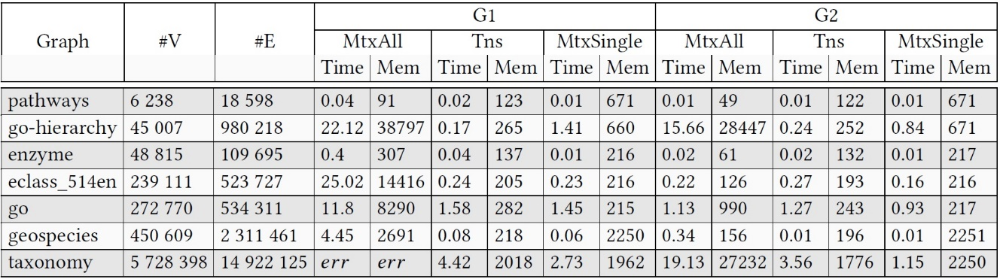 G1 G2
Graph #V #E MtxAll Tns MtxSingle MtxAll Tns MtxSingle
Time Mem Time Mem Time Mem Time Mem Time Mem Time Mem
pathways 6 238 18 598 0.04 91 0.02 123 0.01 671 0.01 49 0.01 122 0.01 671
go-hierarchy 45 007 980 218 22.12 38797 0.17 265 1.41 660 15.66 28447 0.24 252 0.84 671
enzyme 48 815 109 695 0.4 307 0.04 137 0.01 216 0.02 61 0.02 132 0.01 217
eclass_514en 239 111 523 727 25.02 14416 0.24 205 0.23 216 0.22 126 0.27 193 0.16 216
go 272 770 534 311 11.8 8290 1.58 282 1.45 215 1.13 990 1.27 243 0.93 217
geospecies 450 609 2 311 461 4.45 2691 0.08 218 0.06 2250 0.34 156 0.01 196 0.01 2251
taxonomy 5 728 398 14 922 125 err err 4.42 2018 2.73 1962 19.13 27232 3.56 1776 1.15 2250